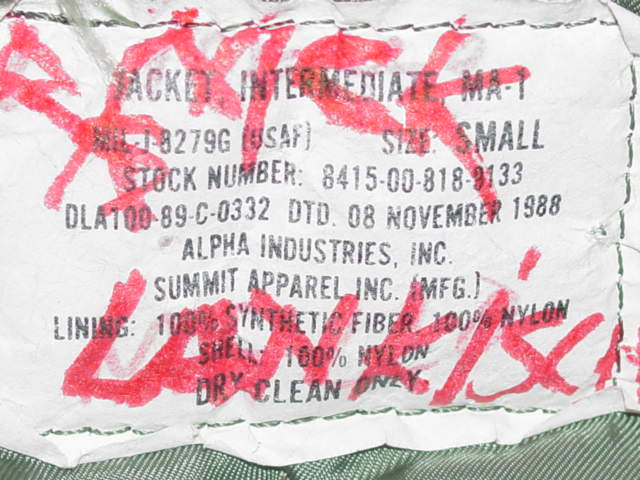 JACKET INTERMEDIATE MA-1
MIL-J-8279G (USAF) SIZE: SMALL
STOCK NUMBER: 8415-00-818-9133
DLA100-89-C-0332 DTD. 08 NOVEMBER 1988
ALPHA INDUSTRIES, INC.
SUMMIT APPAREL INC. (MFG.)
LINING: 100% SYNTHETIC FIBER. 100% NYLON
SHELL: 100% NYLON
DRY CLEAN ONLY